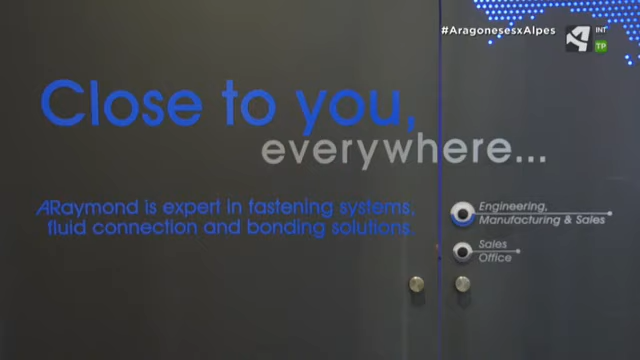 #AragonesesxAlpes
INT
TP
Close to you,
everywhere...
ARaymond is expert in fastening systems,
fluid connection and bonding solutions.
Engineering,
Manufacturing & Sales
Sales
Office